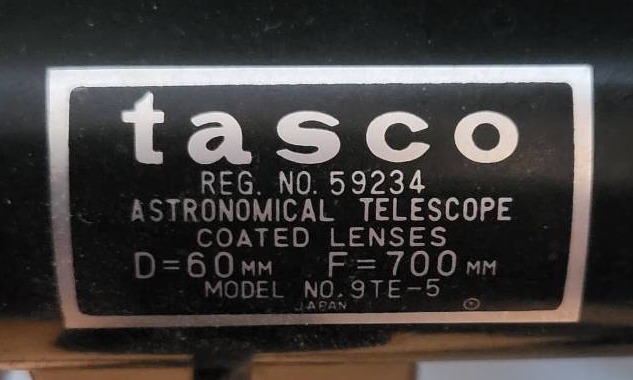 tasco
REG. NO. 59234
ASTRONOMICAL TELESCOPE
COATED LENSES
D=60MM F=700MM
MODEL NO. 9TE-5
JAPAN